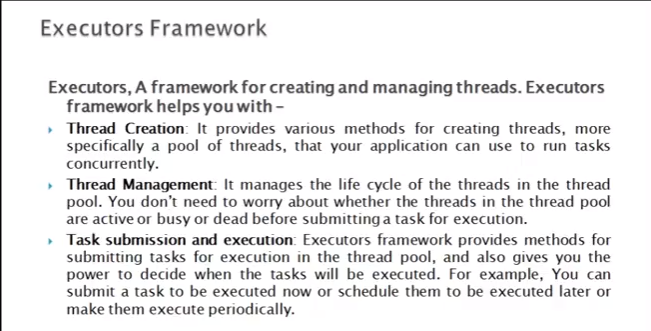 Executors Framework
Executors, A framework for creating and managing threads. Executors
framework helps you with –
Thread Creation: It provides various methods for creating threads, more
specifically a pool of threads, that your application can use to run tasks
concurrently.
Thread Management: It manages the life cycle of the threads in the thread
pool. You don't need to worry about whether the threads in the thread pool
are active or busy or dead before submitting a task for execution.
Task submission and execution: Executors framework provides methods for
submitting tasks for execution in the thread pool, and also gives you the
power to decide when the tasks will be executed. For example, You can
submit a task to be executed now or schedule them to be executed later or
make them execute periodically.